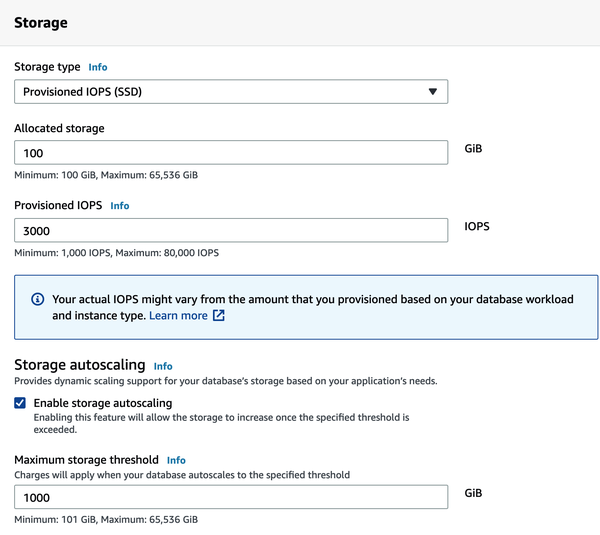 Storage
Storage type Info
Provisioned IOPS (SSD)
Allocated storage
100 GiB
Minimum: 100 GiB, Maximum: 65,536 GiB
Provisioned IOPS Info
3000 IOPS
Minimum: 1,000 IOPS, Maximum: 80,000 IOPS
Your actual IOPS might vary from the amount that you provisioned based on your database workload
and instance type. Learn more
Storage autoscaling Info
Provides dynamic scaling support for your database's storage based on your application's needs.
Enable storage autoscaling
Enabling this feature will allow the storage to increase once the specified threshold is
exceeded.
Maximum storage threshold Info
Charges will apply when your database autoscales to the specified threshold
1000 GiB
Minimum: 101 GiB, Maximum: 65,536 GiB